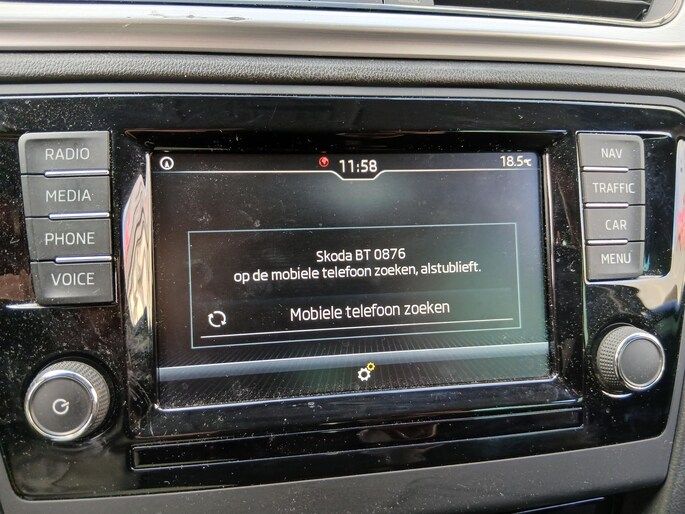 RADIO
MEDIA
PHONE
VOICE
11:58
18.5°C
Skoda BT 0876
op de mobiele telefoon zoeken, alstublieft.
Mobiele telefoon zoeken
NAV
TRAFFIC
CAR
MENU